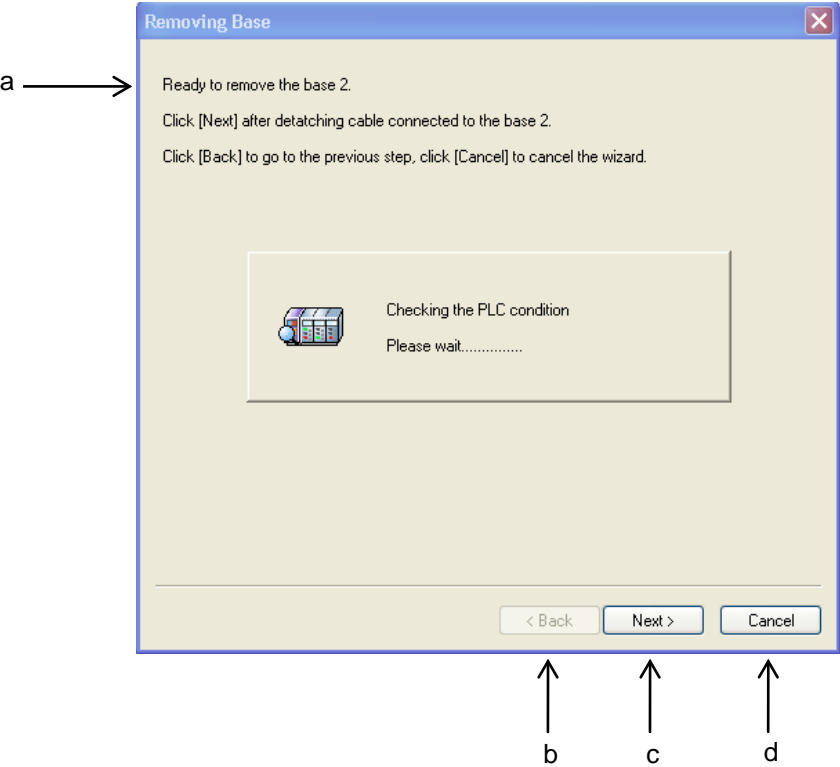 Removing Base
a
Ready to remove the base 2.
Click [Next] after detatching cable connected to the base 2.
Click [Back] to go to the previous step, click [Cancel] to cancel the wizard.
Checking the PLC condition
Please wait...............
< Back
Next >
Cancel
b
c
d